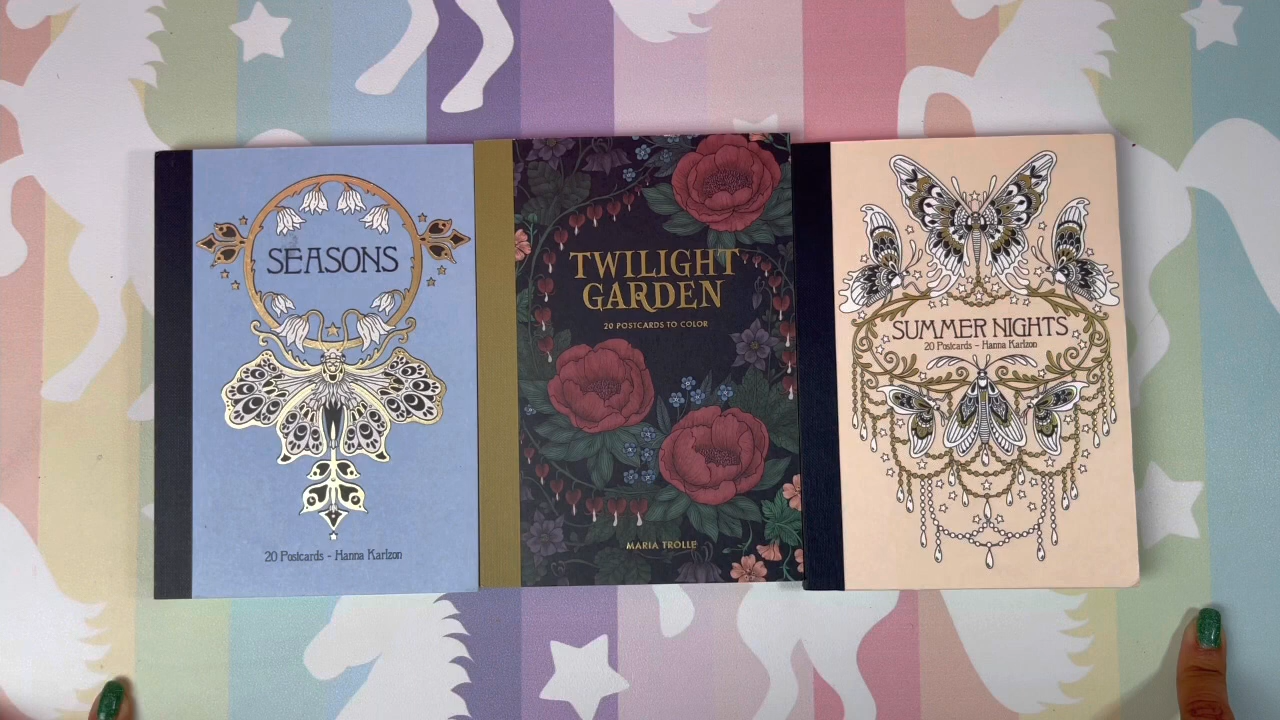 SEASONS
20 Postcards - Hanna Karlzon
TWILIGHT
GARDEN
20 POSTCARDS TO COLOR
MARIA TROLLE
SUMMER NIGHTS
20 Postcards - Hanna Karlzon